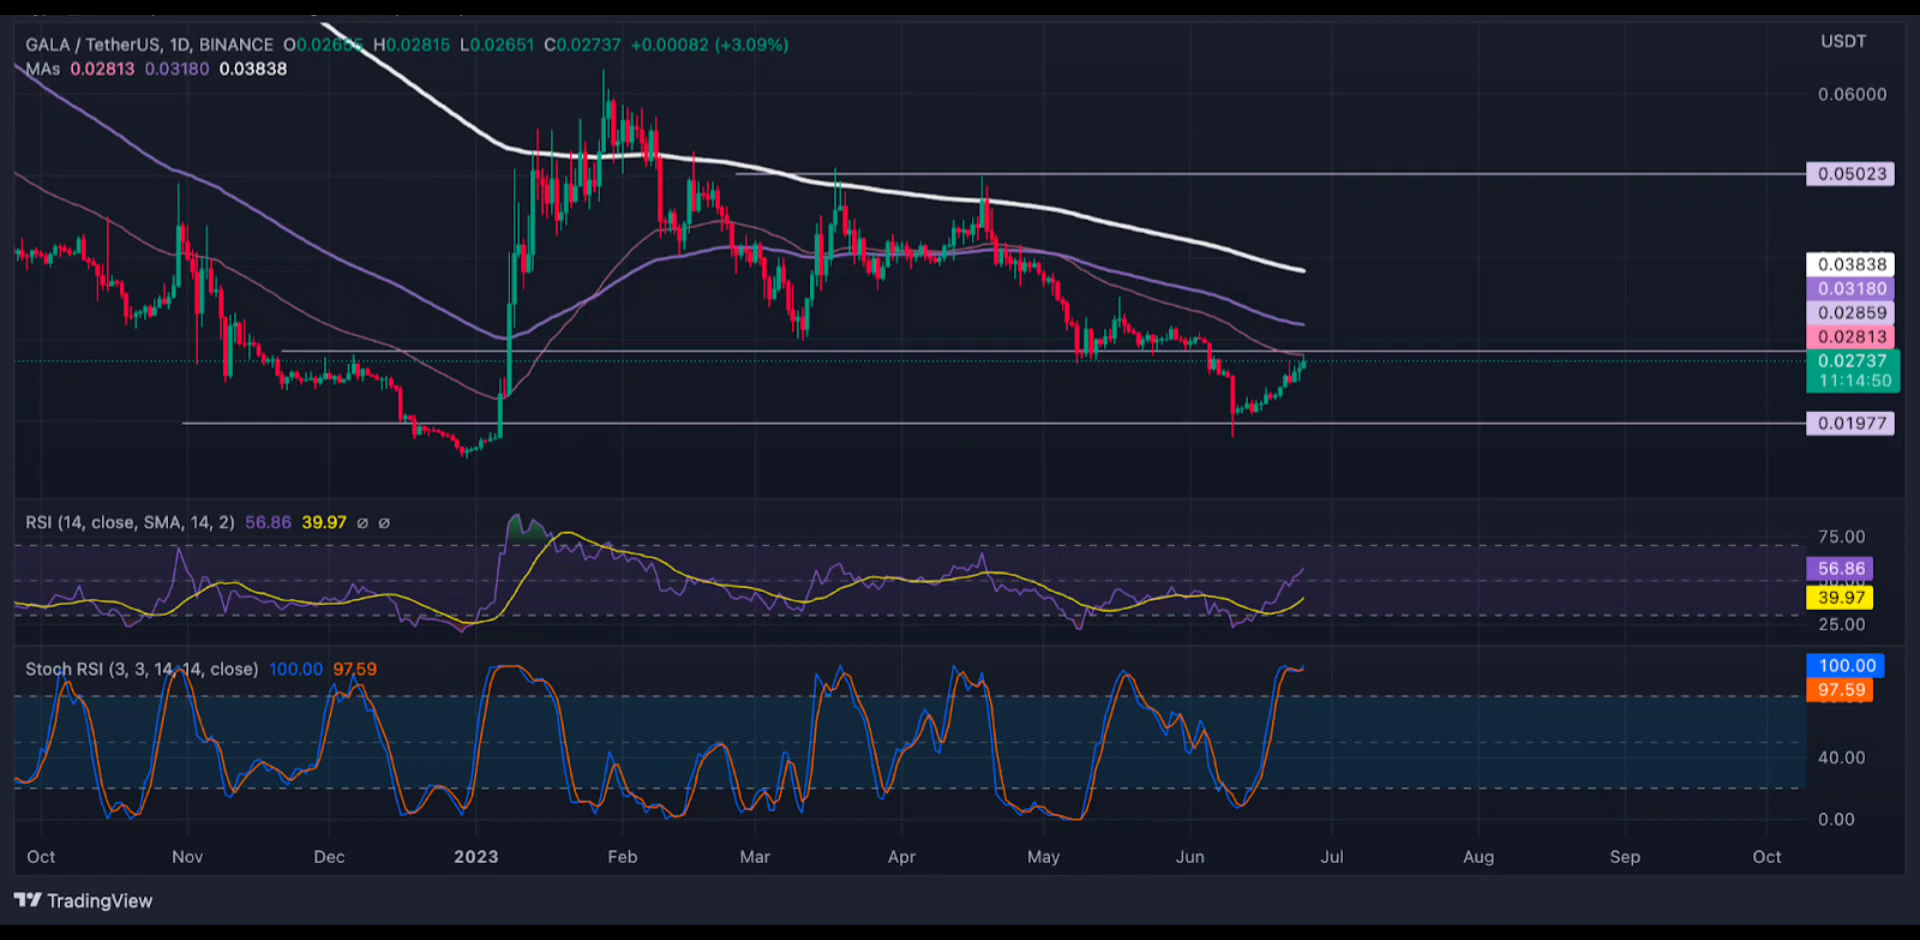 GALA / TetherUS, 1D, BINANCE O0.02655 H0.02815 L0.02651 C0.02737 +0.00082 (+3.09%)
MAs 0.02813 0.03180 0.03838
USDT
0.06000
0.05023
0.03838
0.03180
0.02859
0.02813
0.02737
11:14:50
0.01977
RSI (14, close, SMA, 14, 2) 56.86 39.97 ∅ ∅
75.00
56.86
39.97
25.00
Stoch RSI (3, 3, 14, 14, close) 100.00 97.59
100.00
97.59
40.00
0.00
Oct Nov Dec 2023 Feb Mar Apr May Jun Jul Aug Sep Oct
TradingView